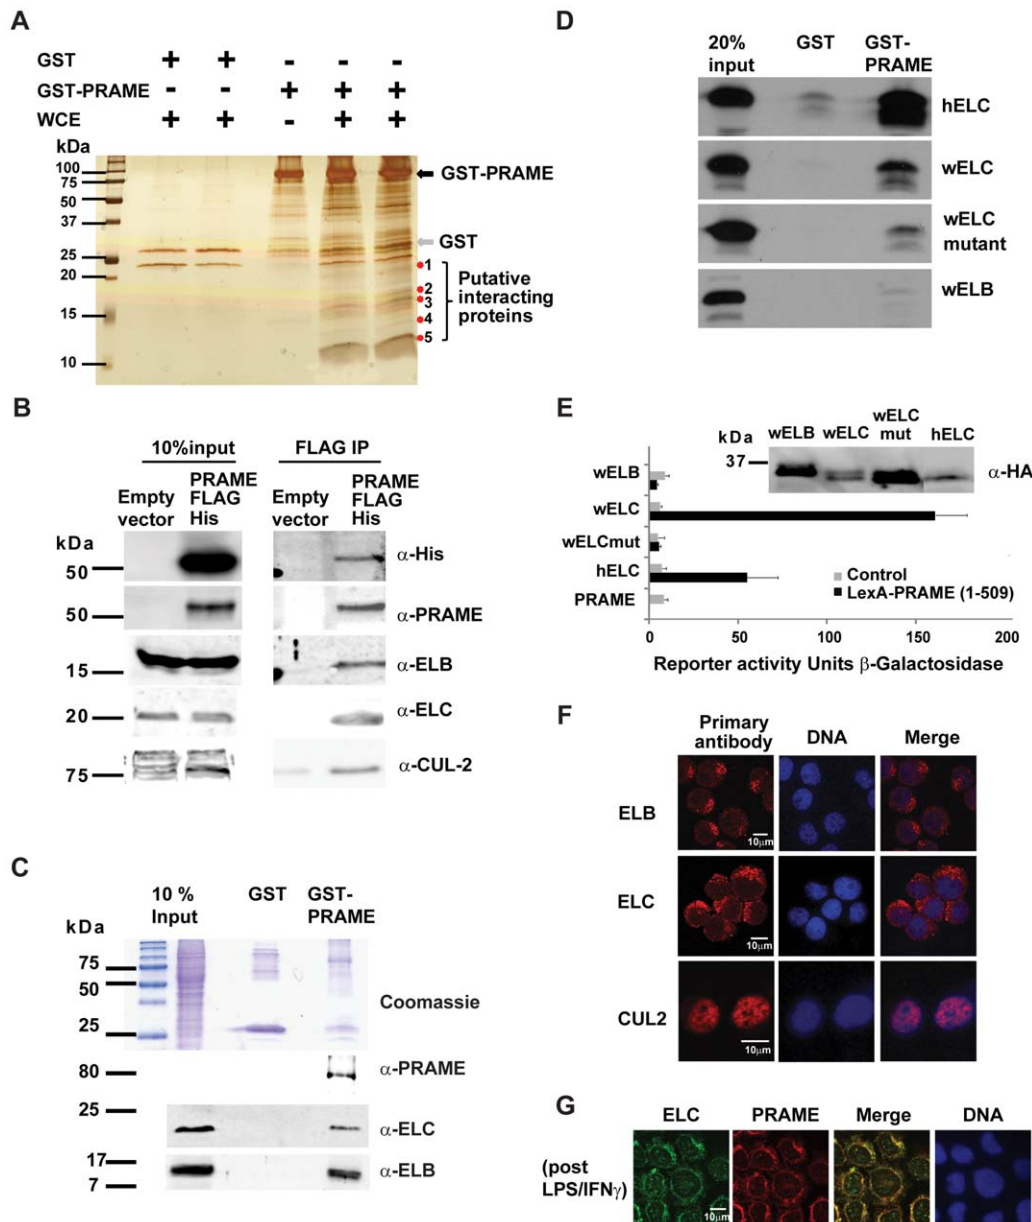 A
GST + + - - -
GST-PRAME - - + + +
WCE + + - + +
kDa
100
75
50
37
25
20
15
10
GST-PRAME
GST
1
2
3
4
5
Putative
interacting
proteins
B
10%input
FLAG IP
Empty
vector
PRAME
FLAG
His
Empty
vector
PRAME
FLAG
His
kDa
50
α-His
50
α-PRAME
15
α-ELB
20
α-ELC
75
α-CUL-2
C
10 %
Input
GST
GST-
PRAME
kDa
75
50
25
Coomassie
80
α-PRAME
25
α-ELC
17
7
α-ELB
D
20%
input
GST
GST-
PRAME
hELC
wELC
wELC
mutant
wELB
E
kDa
37
wELB
wELC
wELC
mut
hELC
α-HA
wELB
wELC
wELCmut
hELC
PRAME
Control
LexA-PRAME (1-509)
0 50 100 150 200
Reporter activity Units β-Galactosidase
F
Primary
antibody
DNA
Merge
ELB
10μm
ELC
10μm
CUL2
10μm
G
ELC PRAME Merge DNA
(post
LPS/IFNγ)
10μm